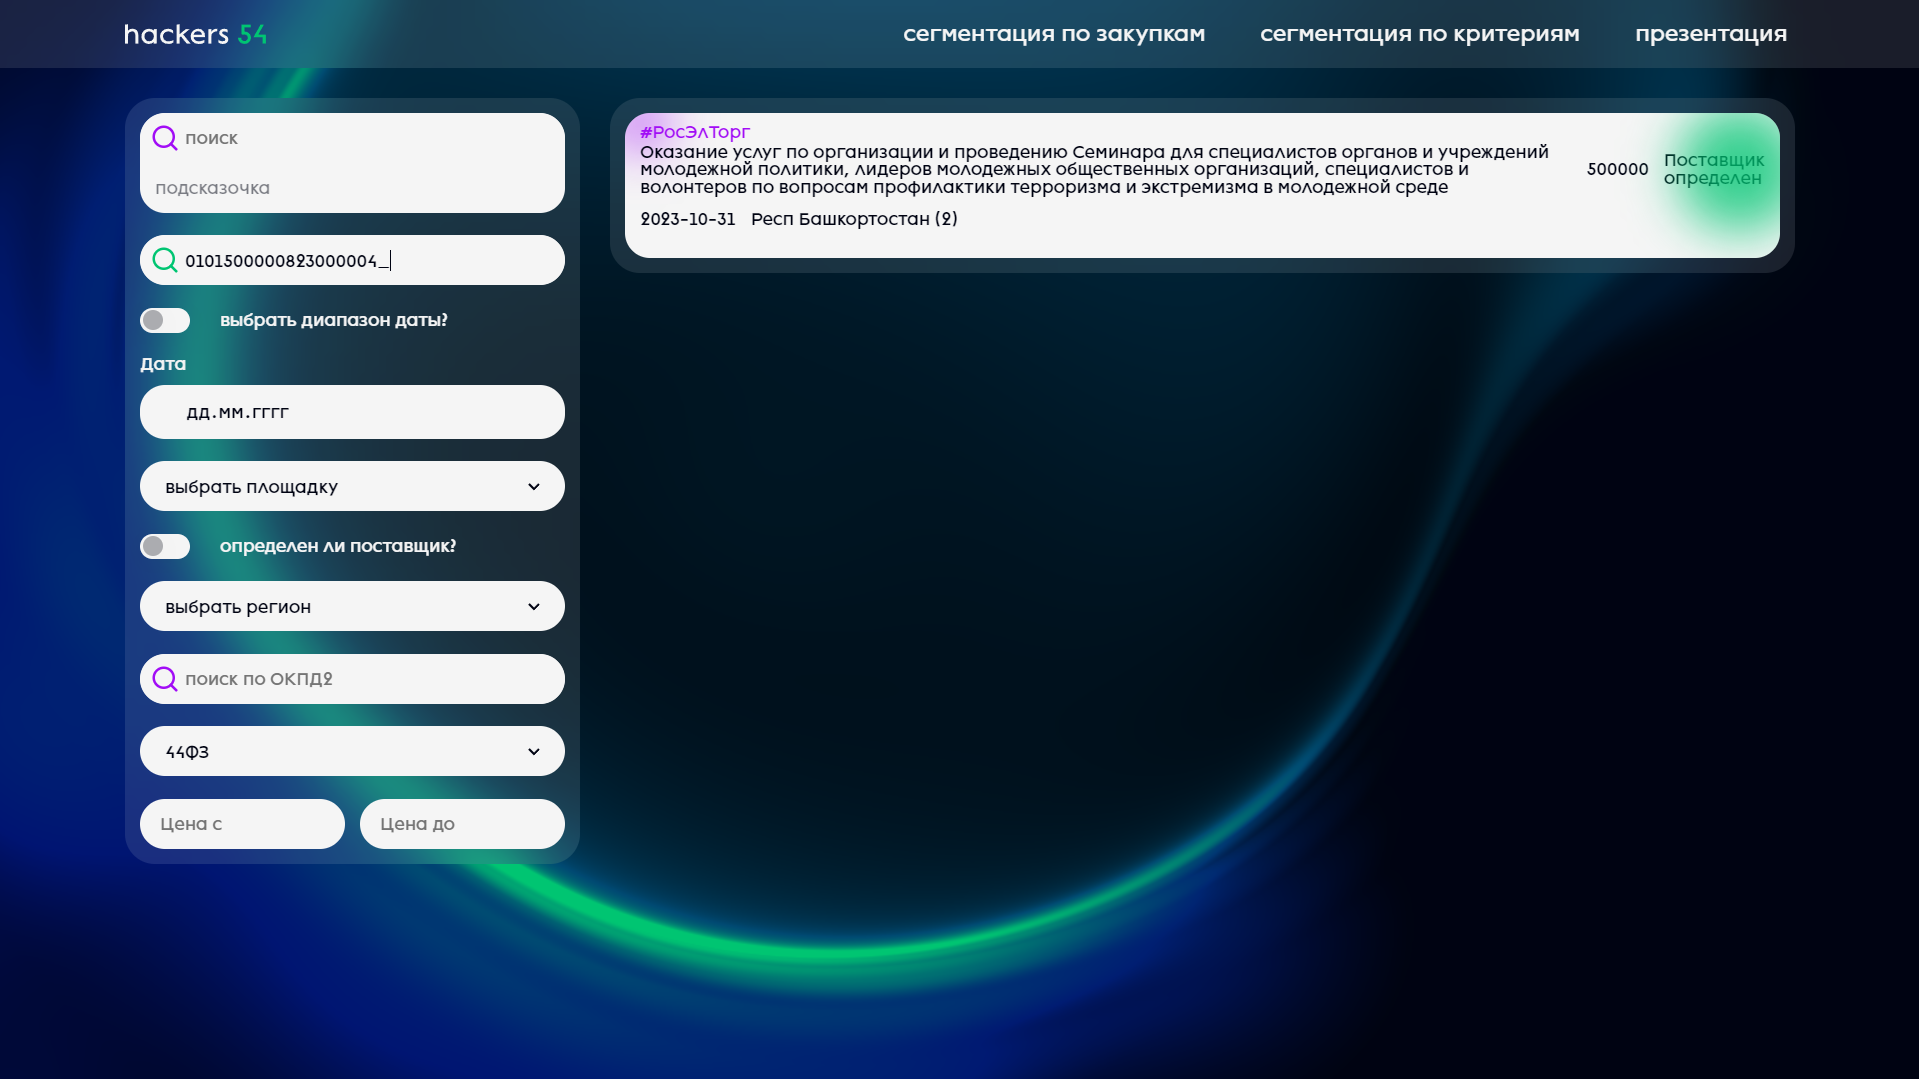 hackers 54
сегментация по закупкам
сегментация по критериям
презентация
поиск
подсказочка
0101500000823000004_
выбрать диапазон даты?
Дата
дд.мм.гггг
выбрать площадку
определен ли поставщик?
выбрать регион
поиск по ОКПД2
44ФЗ
Цена с
Цена до
#РосЭлТорг
Оказание услуг по организации и проведению Семинара для специалистов органов и учреждений
молодежной политики, лидеров молодежных общественных организаций, специалистов и
волонтеров по вопросам профилактики терроризма и экстремизма в молодежной среде
2023-10-31 Респ Башкортостан (2)
500000
Поставщик
определен